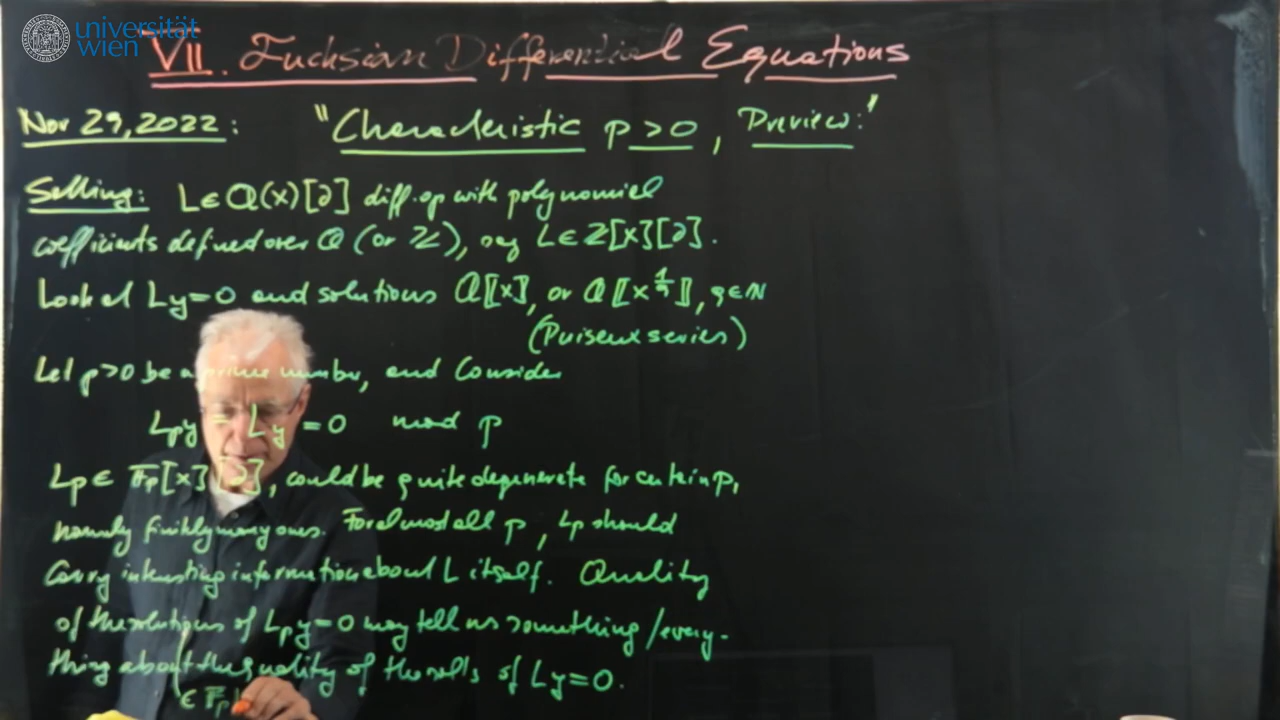 universität
wien
VII. Fuchsian Differential Equations
Nov 29, 2022: "Characteristic p > 0, Preview:"
Setting: L ∈ Q(x)[∂] diff. op with polynomial
coefficients defined over Q (or Z), say L ∈ Z[x][∂].
Look at Ly = 0 and solutions Q[[x]], or Q[[x^{1/q}]], q ∈ N
(Puiseux series)
Let p > 0 be a prime number, and consider
Lpy = Ly = 0 mod p
Lp ∈ Fp[x][∂], could be quite degenerate for certain p,
namely finitely many ones. For almost all p, Lp should
carry interesting information about L itself. Quality
of the solutions of Lpy = 0 may tell us something / every-
thing about the quality of the sol's of Ly = 0.
∈ Fp